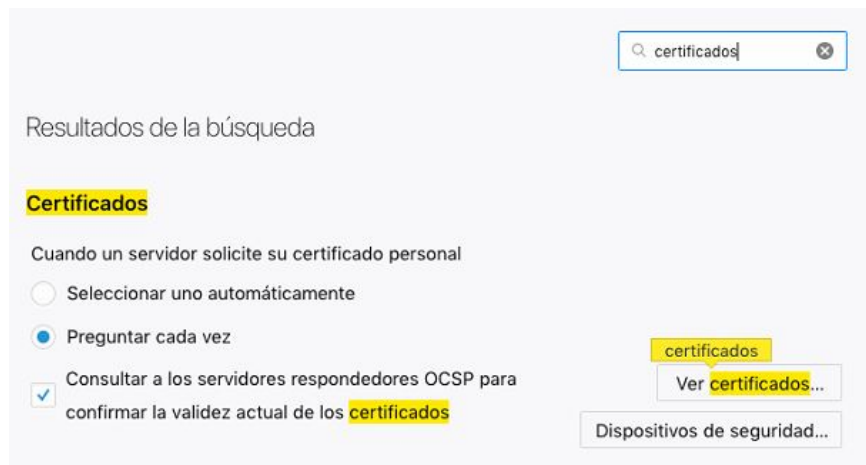 certificados
Resultados de la búsqueda
Certificados
Cuando un servidor solicite su certificado personal
Seleccionar uno automáticamente
Preguntar cada vez
certificados
Consultar a los servidores respondedores OCSP para
Ver certificados...
confirmar la validez actual de los certificados
Dispositivos de seguridad...